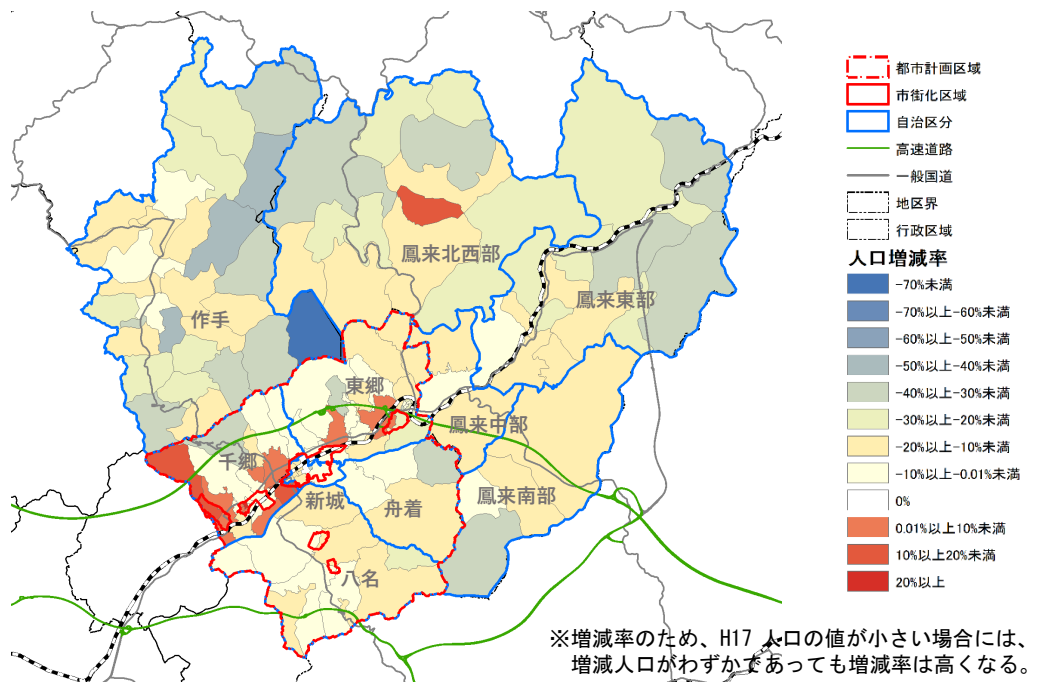 都市計画区域
市街化区域
自治区分
高速道路
一般国道
地区界
行政区域
人口増減率
-70%未満
-70%以上-60%未満
-60%以上-50%未満
-50%以上-40%未満
-40%以上-30%未満
-30%以上-20%未満
-20%以上-10%未満
-10%以上-0.01%未満
0%
0.01%以上10%未満
10%以上20%未満
20%以上
鳳来北西部
鳳来東部
作手
東郷
鳳来中部
千郷
新城
舟着
鳳来南部
八名
※増減率のため、H17 人口の値が小さい場合には、
増減人口がわずかであっても増減率は高くなる。